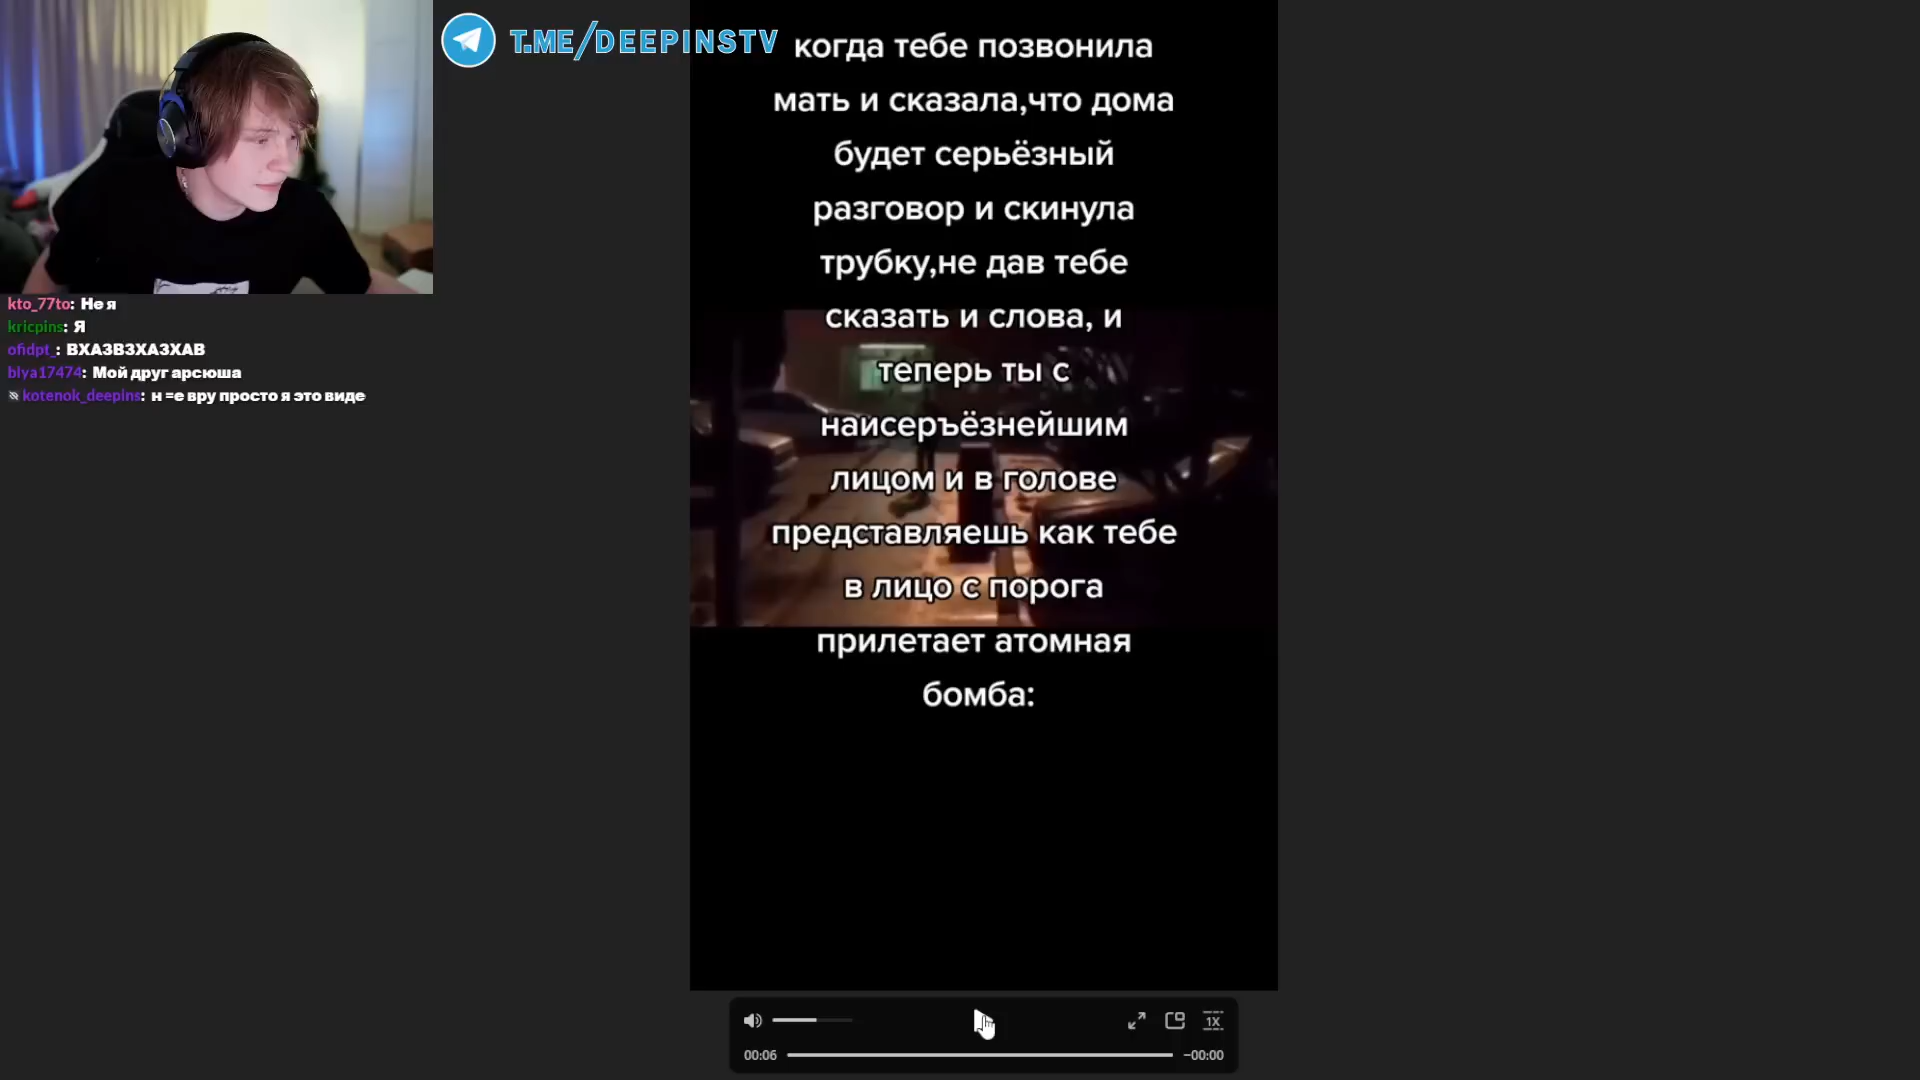 T.ME/DEEPINSTV
когда тебе позвонила
мать и сказала,что дома
будет серьёзный
разговор и скинула
трубку,не дав тебе
сказать и слова, и
теперь ты с
наисеръёзнейшим
лицом и в голове
представляешь как тебе
в лицо с порога
прилетает атомная
бомба:
kto_77to: Не я
kricpins: Я
ofidpt_: ВХАЗВЗХАЗХАВ
blya17474: Мой друг арсюша
kotenok_deepins: н =е вру просто я это виде
1X
00:06
−00:00